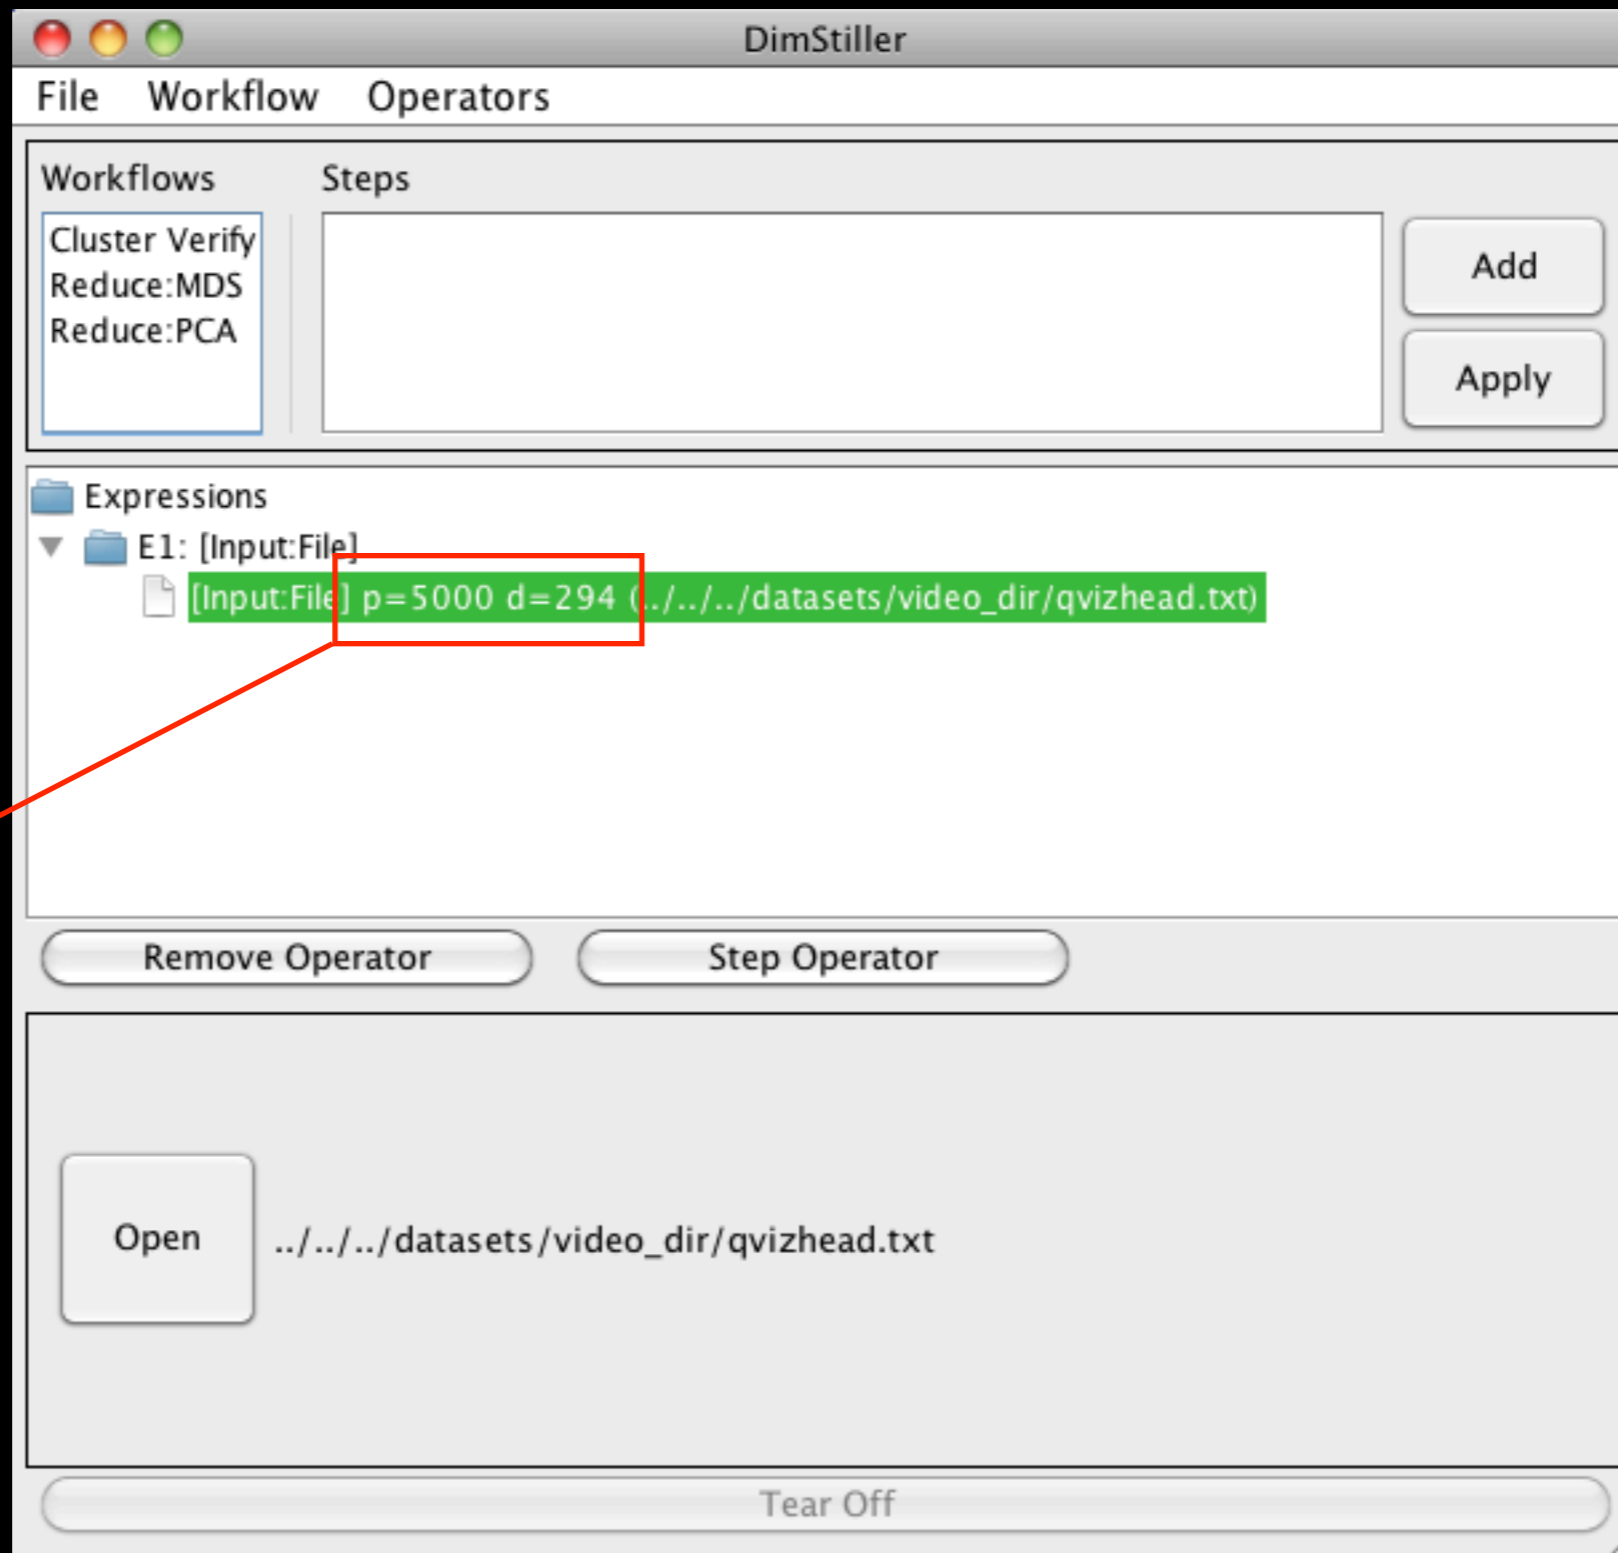 DimStiller
File Workflow Operators
Workflows Steps
Cluster Verify
Reduce:MDS
Reduce:PCA
Add
Apply
Expressions
E1: [Input:File]
[Input:File] p=5000 d=294 (../../../datasets/video_dir/qvizhead.txt)
Remove Operator Step Operator
Open ../../../datasets/video_dir/qvizhead.txt
Tear Off